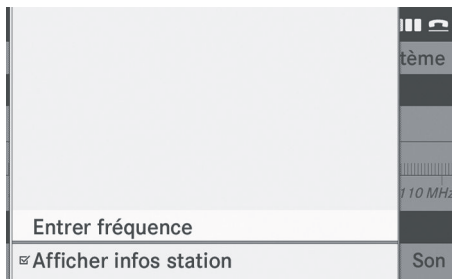 tème
110 MHz
Entrer fréquence
Afficher infos station
Son